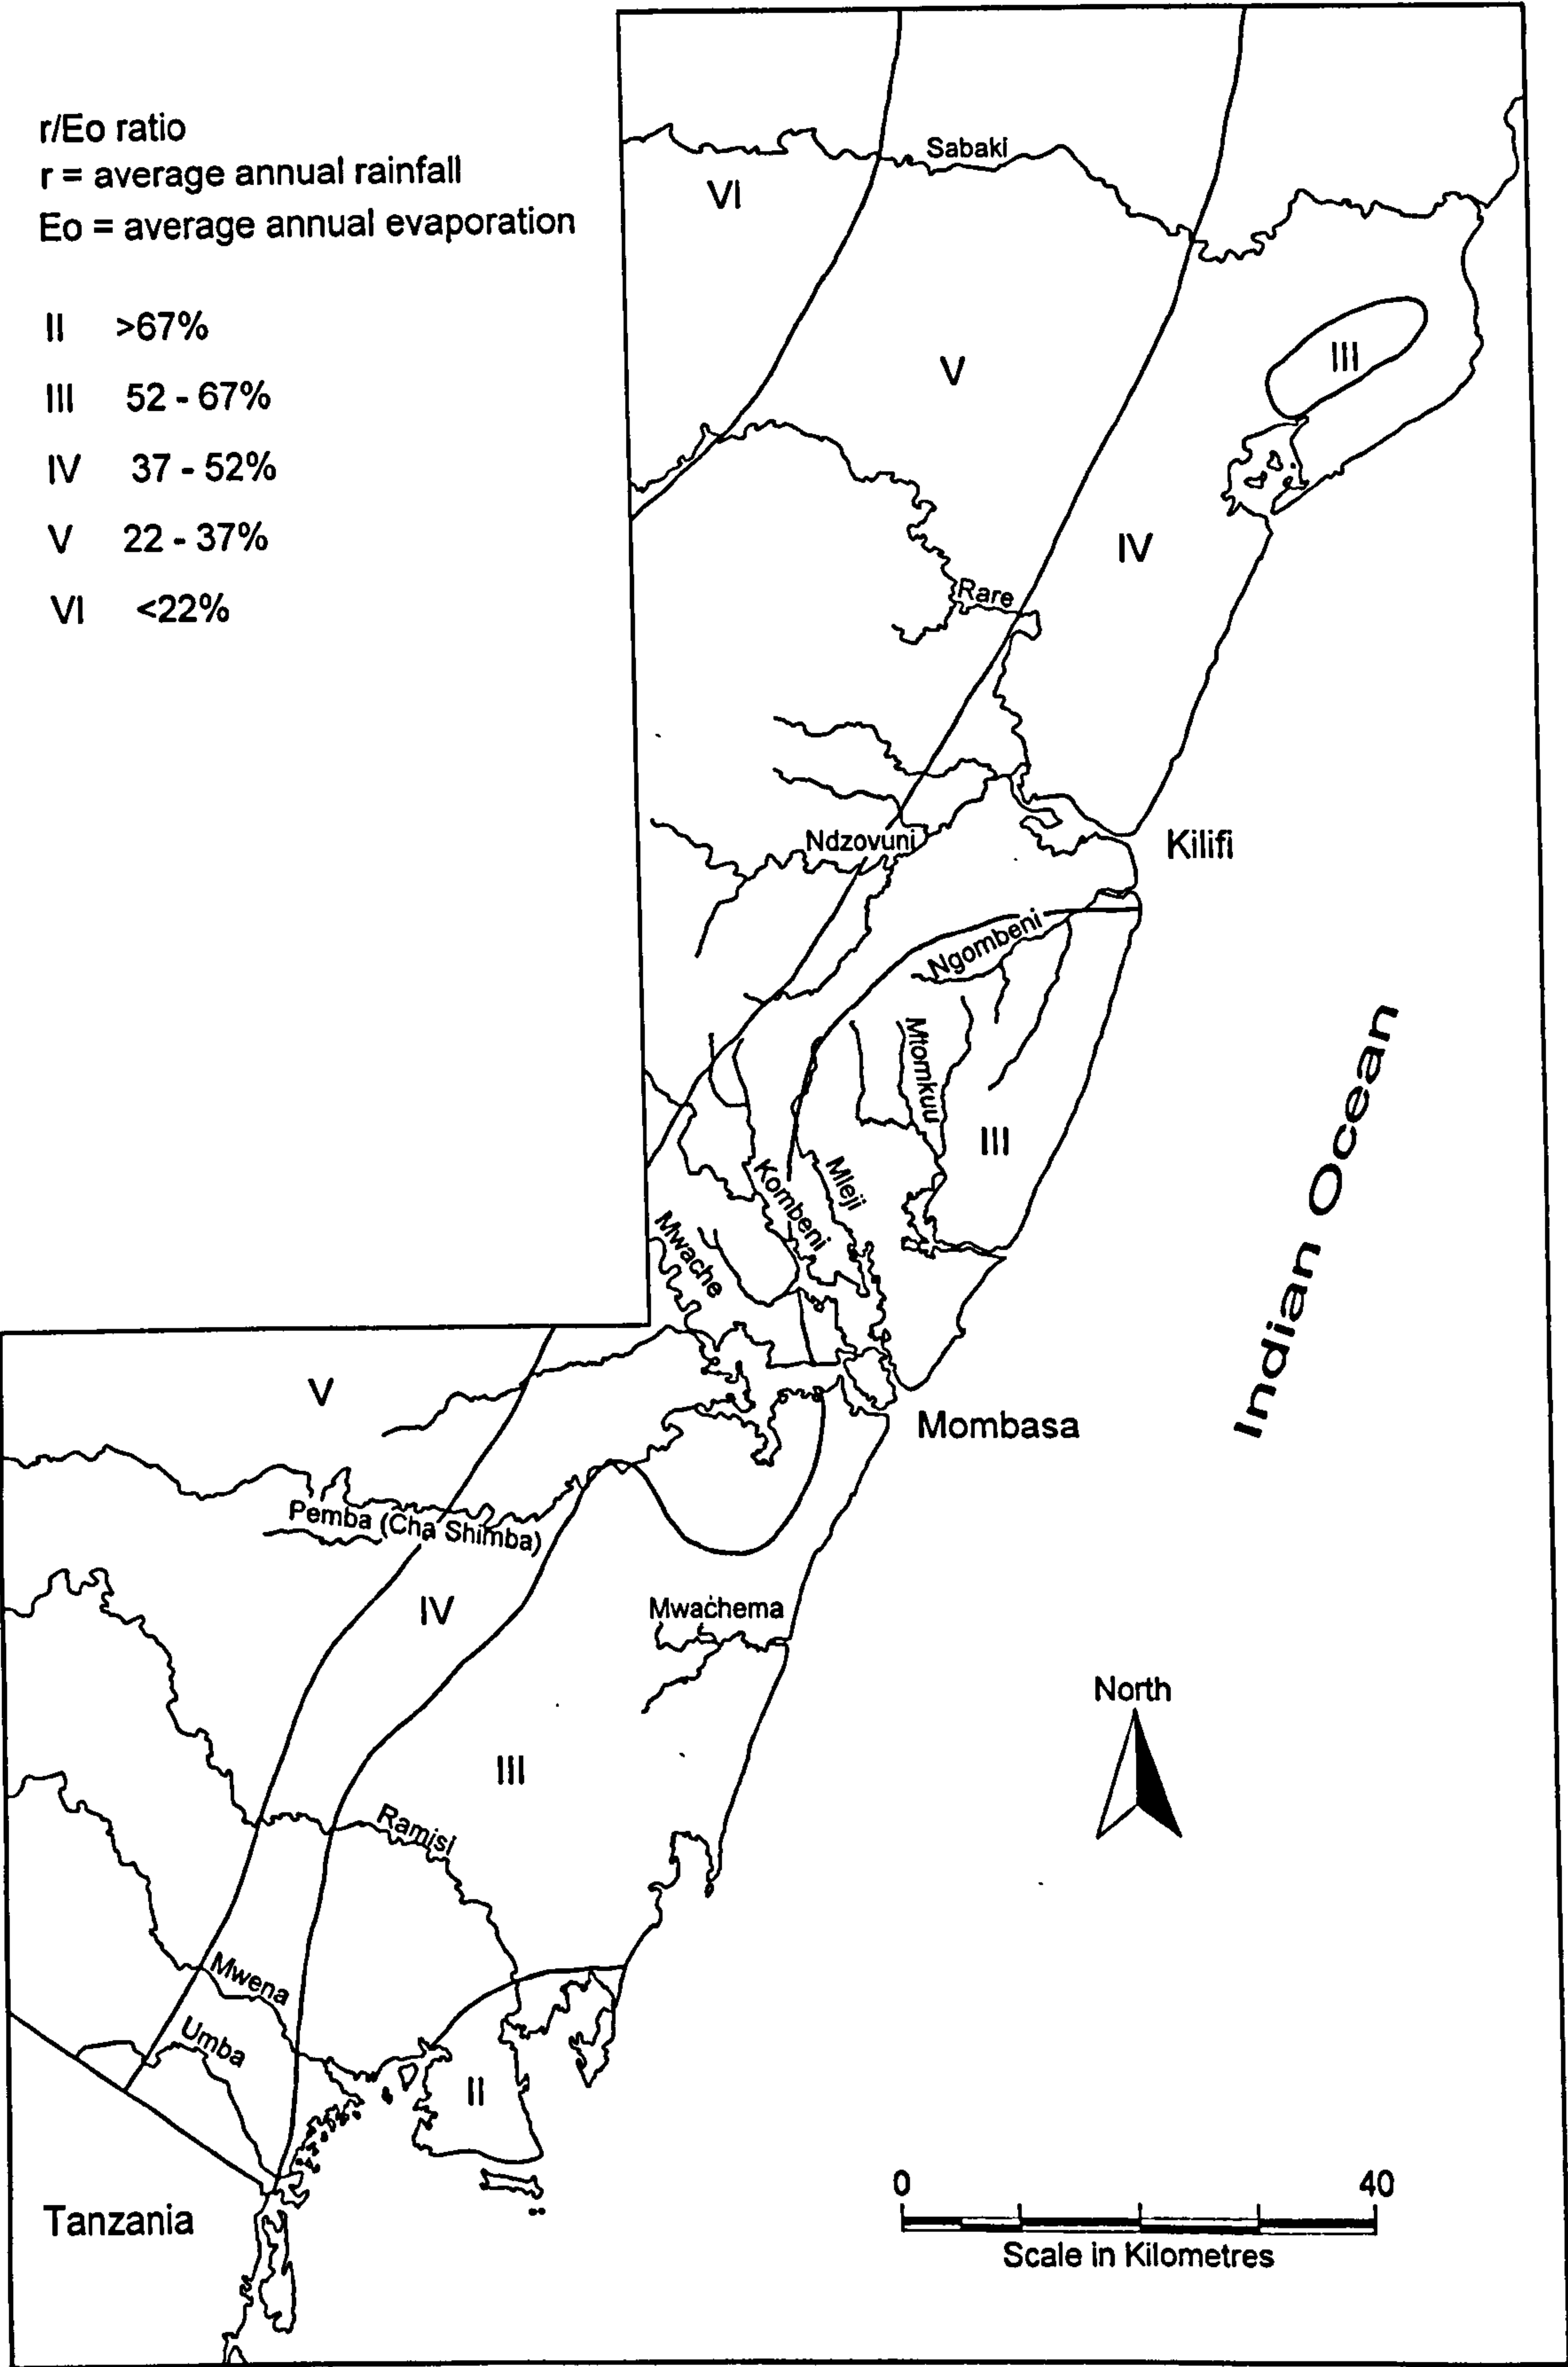 r/Eo ratio
r = average annual rainfall
Eo = average annual evaporation
II >67%
III 52 - 67%
IV 37 - 52%
V 22 - 37%
VI <22%
Sabaki
VI
III
V
IV
Rare
Ndzovuni
Kilifi
Ngombeni
Mtomkuu
III
Mleji
Kombeni
Mwache
Indian Ocean
V
Mombasa
Pemba (Cha Shimba)
IV
Mwachema
North
III
Ramisi
Mwena
Umba
II
Tanzania
0 40
Scale in Kilometres